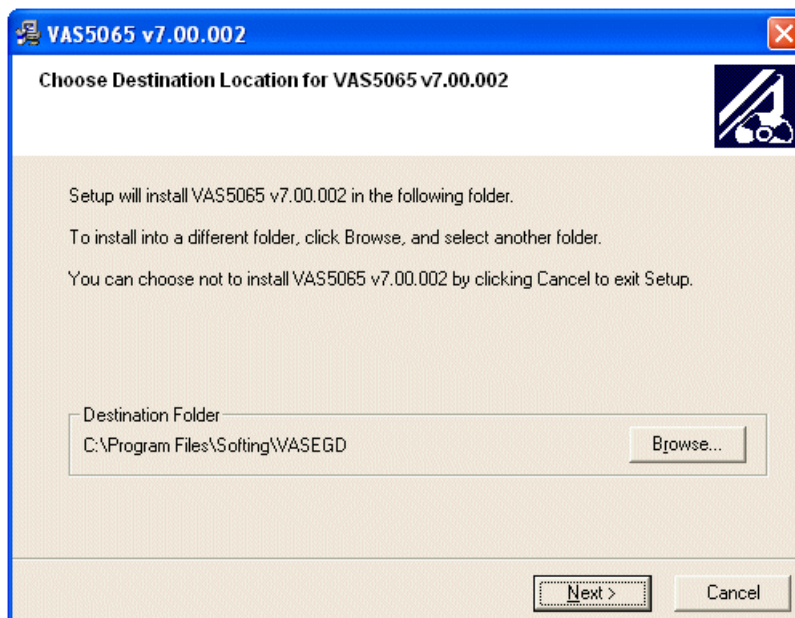 VAS5065 v7.00.002
Choose Destination Location for VAS5065 v7.00.002
Setup will install VAS5065 v7.00.002 in the following folder.
To install into a different folder, click Browse, and select another folder.
You can choose not to install VAS5065 v7.00.002 by clicking Cancel to exit Setup.
Destination Folder
C:\Program Files\Softing\VASEGD
Browse...
Next >
Cancel